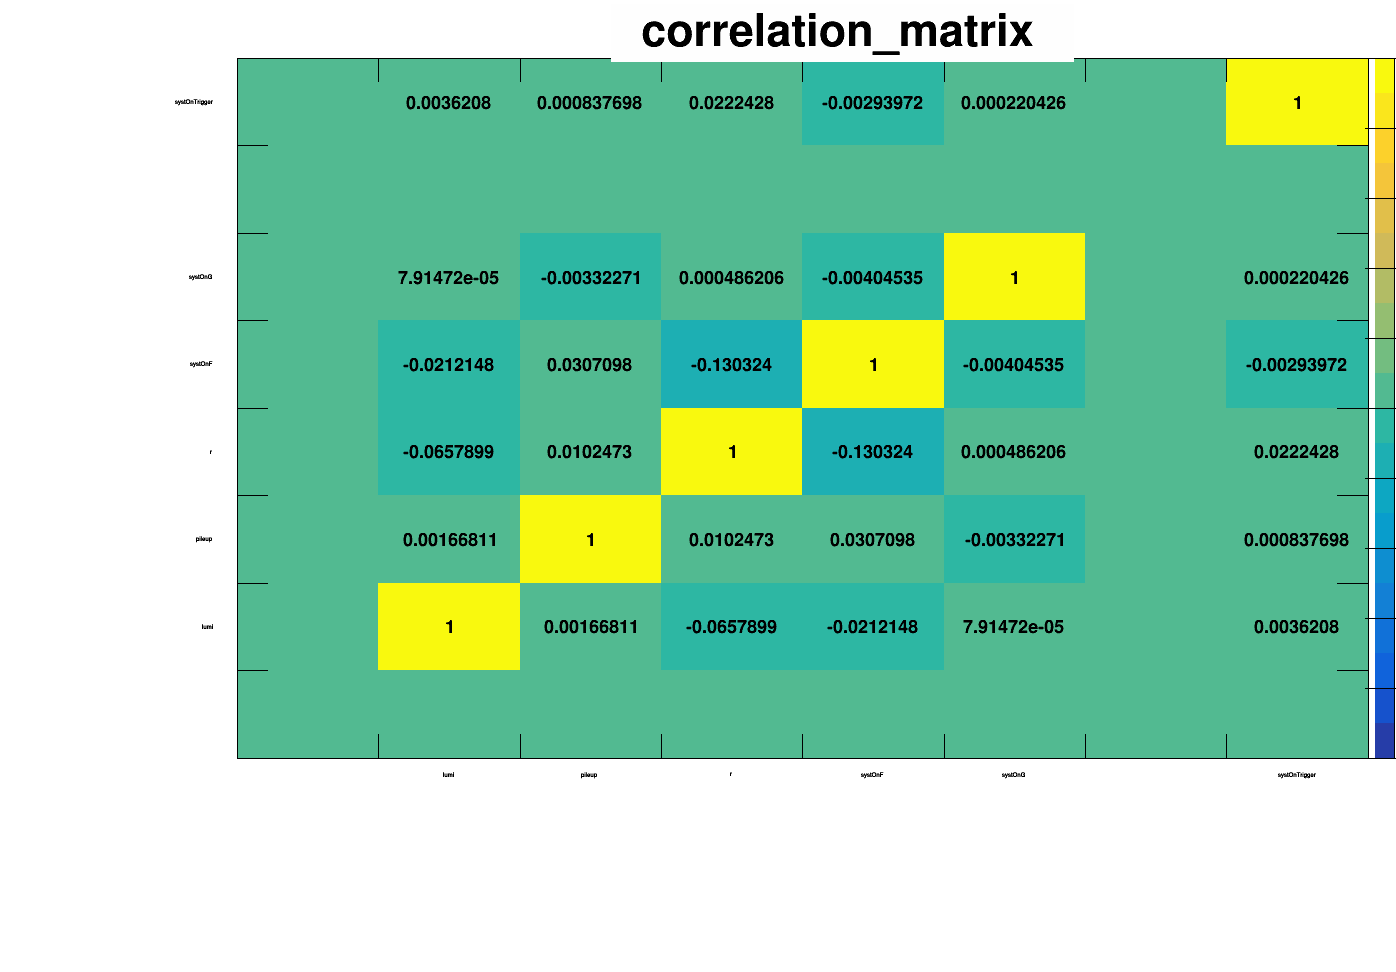 correlation_matrix
systOnTrigger 0.0036208 0.000837698 0.0222428 -0.00293972 0.000220426 1
systOnG 7.91472e-05 -0.00332271 0.000486206 -0.00404535 1 0.000220426
systOnF -0.0212148 0.0307098 -0.130324 1 -0.00404535 -0.00293972
r -0.0657899 0.0102473 1 -0.130324 0.000486206 0.0222428
pileup 0.00166811 1 0.0102473 0.0307098 -0.00332271 0.000837698
lumi 1 0.00166811 -0.0657899 -0.0212148 7.91472e-05 0.0036208
lumi pileup r systOnF systOnG systOnTrigger